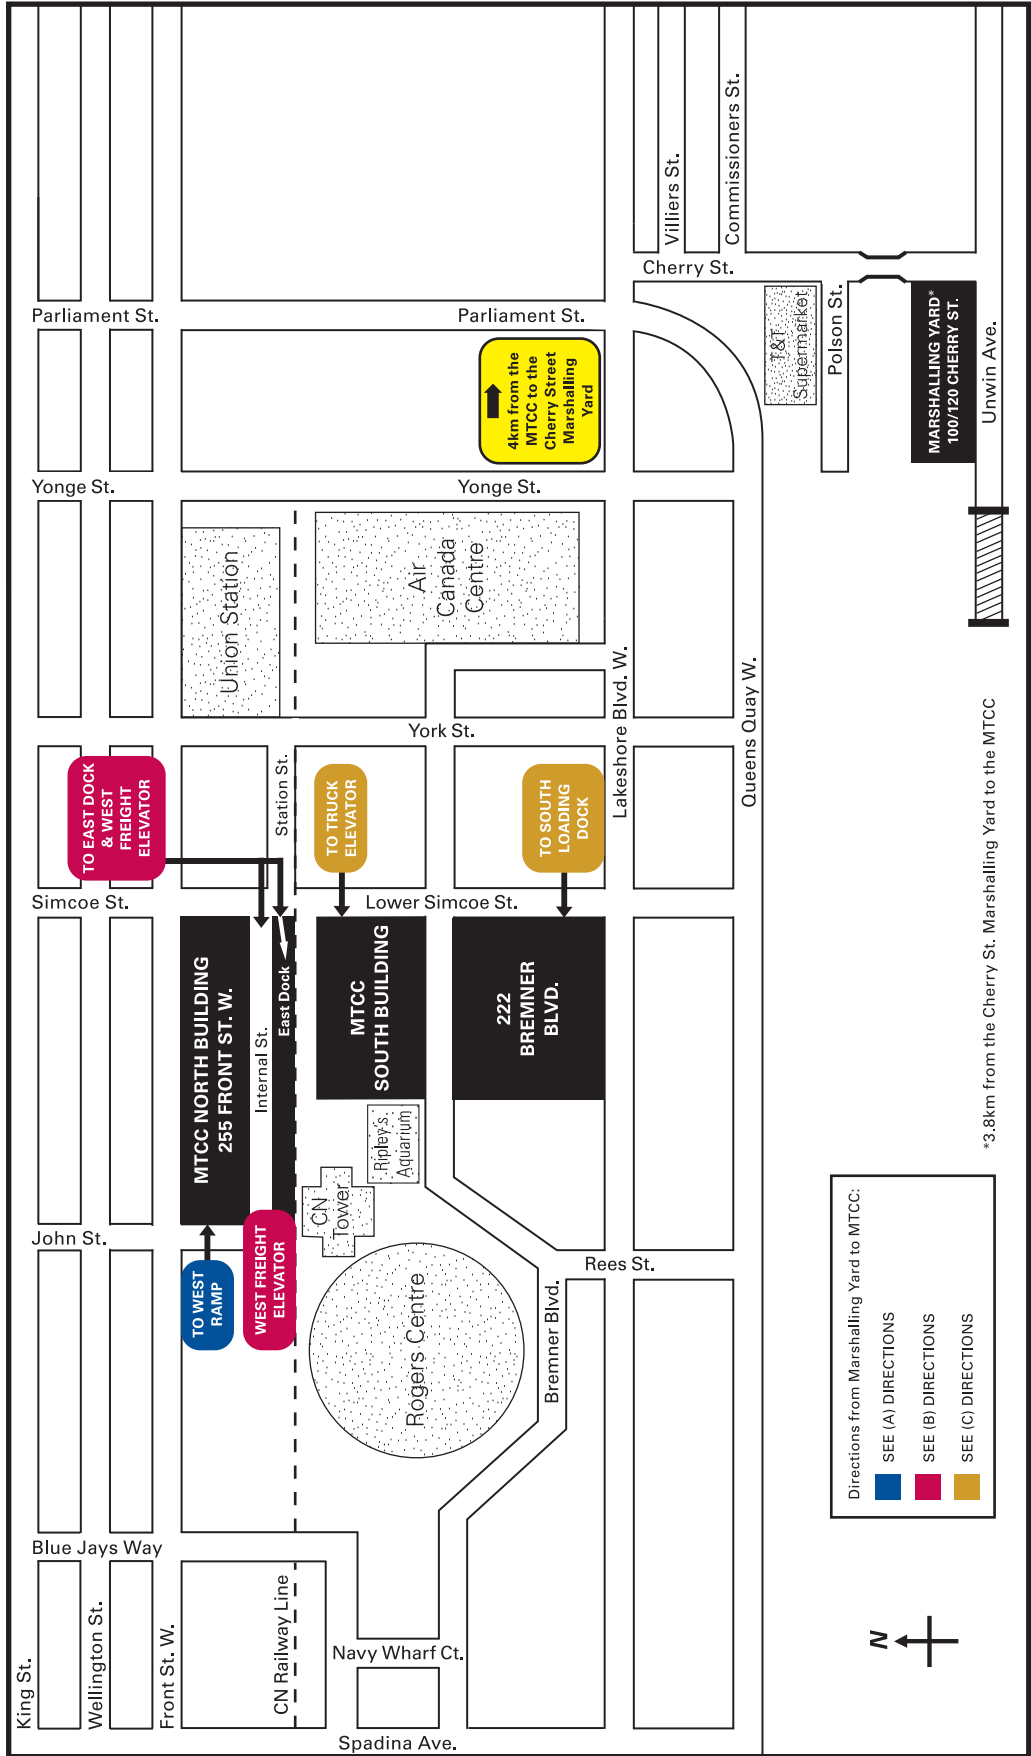 King St.
Wellington St.
Front St. W.
CN Railway Line
Spadina Ave.
Navy Wharf Ct.
Blue Jays Way
John St.
Simcoe St.
Yonge St.
Parliament St.
Parliament St.
Yonge St.
York St.
Lower Simcoe St.
Rees St.
Cherry St.
Villiers St.
Commissioners St.
Polson St.
Unwin Ave.
Lakeshore Blvd. W.
Queens Quay W.
Bremner Blvd.
Station St.
Internal St.
East Dock
TO EAST DOCK
& WEST
FREIGHT
ELEVATOR
TO TRUCK
ELEVATOR
TO SOUTH
LOADING
DOCK
TO WEST
RAMP
WEST FREIGHT
ELEVATOR
MTCC NORTH BUILDING
255 FRONT ST. W.
MTCC
SOUTH BUILDING
222
BREMNER
BLVD.
Ripley's
Aquarium
CN
Tower
Rogers Centre
Union Station
Air
Canada
Centre
4km from the
MTCC to the
Cherry Street
Marshalling
Yard
T&T
Supermarket
MARSHALLING YARD*
100/120 CHERRY ST.
*3.8km from the Cherry St. Marshalling Yard to the MTCC
Directions from Marshalling Yard to MTCC:
SEE (A) DIRECTIONS
SEE (B) DIRECTIONS
SEE (C) DIRECTIONS
N